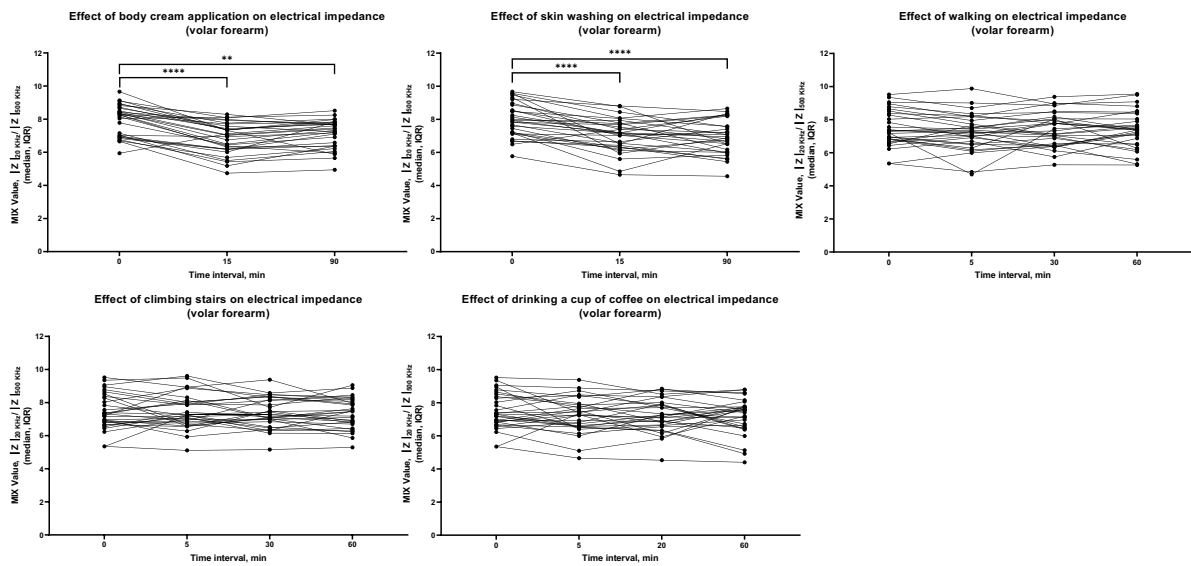 Effect of body cream application on electrical impedance
(volar forearm)
MIX Value, |Z|20 KHz/|Z|500 KHz
(median, IQR)
12
10
8
6
4
2
0
**
****
0 15 90
Time interval, min
Effect of skin washing on electrical impedance
(volar forearm)
MIX Value, |Z|20 KHz/|Z|500 KHz
(median, IQR)
12
10
8
6
4
2
0
****
****
0 15 90
Time interval, min
Effect of walking on electrical impedance
(volar forearm)
MIX Value, |Z|20 KHz/|Z|500 KHz
(median, IQR)
12
10
8
6
4
2
0
0 5 30 60
Time interval, min
Effect of climbing stairs on electrical impedance
(volar forearm)
MIX Value, |Z|20 KHz/|Z|500 KHz
(median, IQR)
12
10
8
6
4
2
0
0 5 30 60
Time interval, min
Effect of drinking a cup of coffee on electrical impedance
(volar forearm)
MIX Value, |Z|20 KHz/|Z|500 KHz
(median, IQR)
12
10
8
6
4
2
0
0 5 20 60
Time interval, min